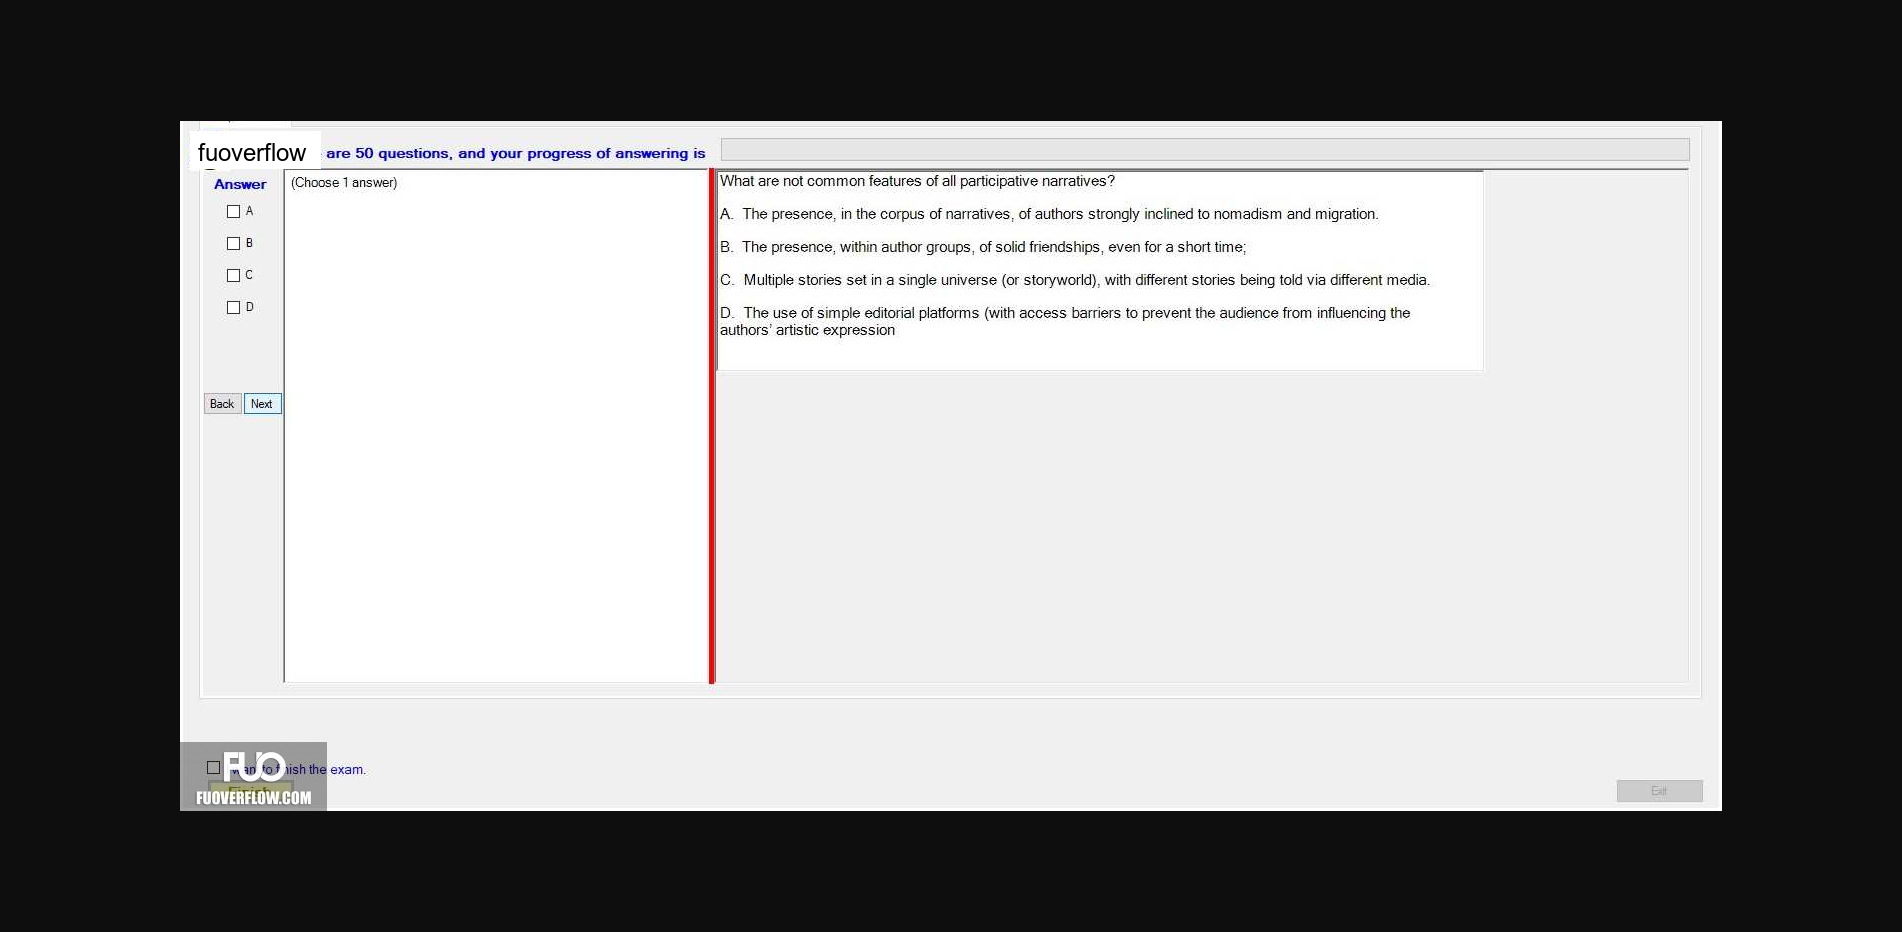 fuoverflow are 50 questions, and your progress of answering is
Answer
A
B
C
D
Back Next
(Choose 1 answer)
What are not common features of all participative narratives?
A. The presence, in the corpus of narratives, of authors strongly inclined to nomadism and migration.
B. The presence, within author groups, of solid friendships, even for a short time;
C. Multiple stories set in a single universe (or storyworld), with different stories being told via different media.
D. The use of simple editorial platforms (with access barriers to prevent the audience from influencing the
authors' artistic expression
FUO
to finish the exam.
Finish
FUOVERFLOW.COM
Exit